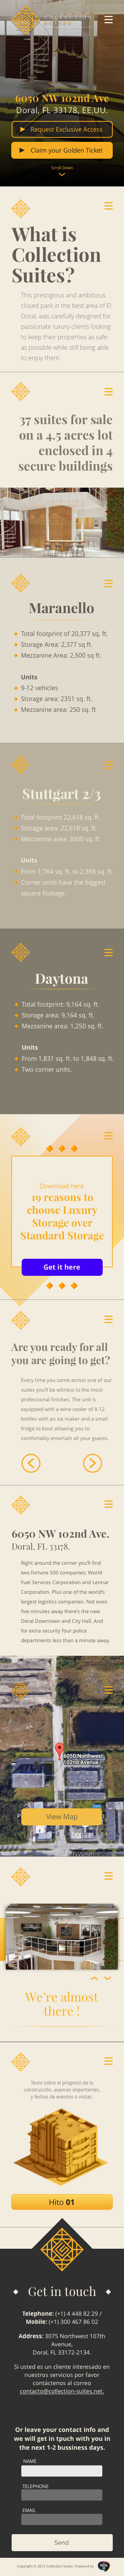 COLLECTION
SUITES
6050 NW 102nd Ave
Doral, FL 33178, EE.UU.
Request Exclusive Access
Claim your Golden Ticket
Scroll Down
What is
Collection
Suites?
This prestigious and ambitious
closed park in the best area of El
Doral, was carefully designed for
passionate luxury clients looking
to keep their properties as safe
as possible while still being able
to enjoy them.
37 suites for sale
on a 4,5 acres lot
enclosed in 4
secure buildings
Maranello
Total footprint of 20,377 sq. ft.
Storage Area: 2,377 sq ft.
Mezzanine Area: 2,500 sq ft.
Units
9-12 vehicles
Storage area: 2351 sq. ft.
Mezzanine area: 250 sq. ft
Stuttgart 2/3
Total footprint 22,618 sq. ft.
Storage area: 22,618 sq. ft.
Mezzanine area: 3000 sq. ft
Units
From 1,764 sq. ft. to 2,398 sq. ft.
Corner units have the biggest
square footage.
Daytona
Total footprint: 9,164 sq. ft.
Storage area: 9,164 sq. ft.
Mezzanine area: 1,250 sq. ft.
Units
From 1,831 sq. ft. to 1,848 sq. ft.
Two corner units.
Download here
19 reasons to
choose Luxury
Storage over
Standard Storage
Get it here
Are you ready for all
you are going to get?
Every time you come across one of our
suites you'll be witness to the most
professional finishes. The unit is
equipped with a wine cooler of 8-12
bottles with an ice maker and a small
fridge to boost allowing you to
comfortably entertain all your guests.
6050 NW 102nd Ave.
Doral, FL 33178.
Right around the corner you'll find
two fortune 500 companies: World
Fuel Services Corporation and Lennar
Corporation. Plus one of the world's
largest logistics companies. Not even
five minutes away there's the new
Doral Downtown and City Hall. And
for extra security four police
departments less than a minute away.
6050 Northwest
102nd Avenue
View Map
We're almost
there !
Texto sobre el progreso de la
construcción, avances importantes,
y fechas de eventos o visitas.
Hito 01
Get in touch
Telephone: (+1) 4 448 82 29 /
Mobile: (+1) 300 467 86 02
Address: 3075 Northwest 107th
Avenue,
Doral, FL 33172-2134.
Si usted es un cliente interesado en
nuestros servicios por favor
contáctenos al correo
contacto@collection-suites.net.
Or leave your contact info and
we will get in tpuch with you in
the next 1-2 bussiness days.
NAME
TELEPHONE
EMAIL
Send
Copyright © 2015 Collection Suites. Powered by